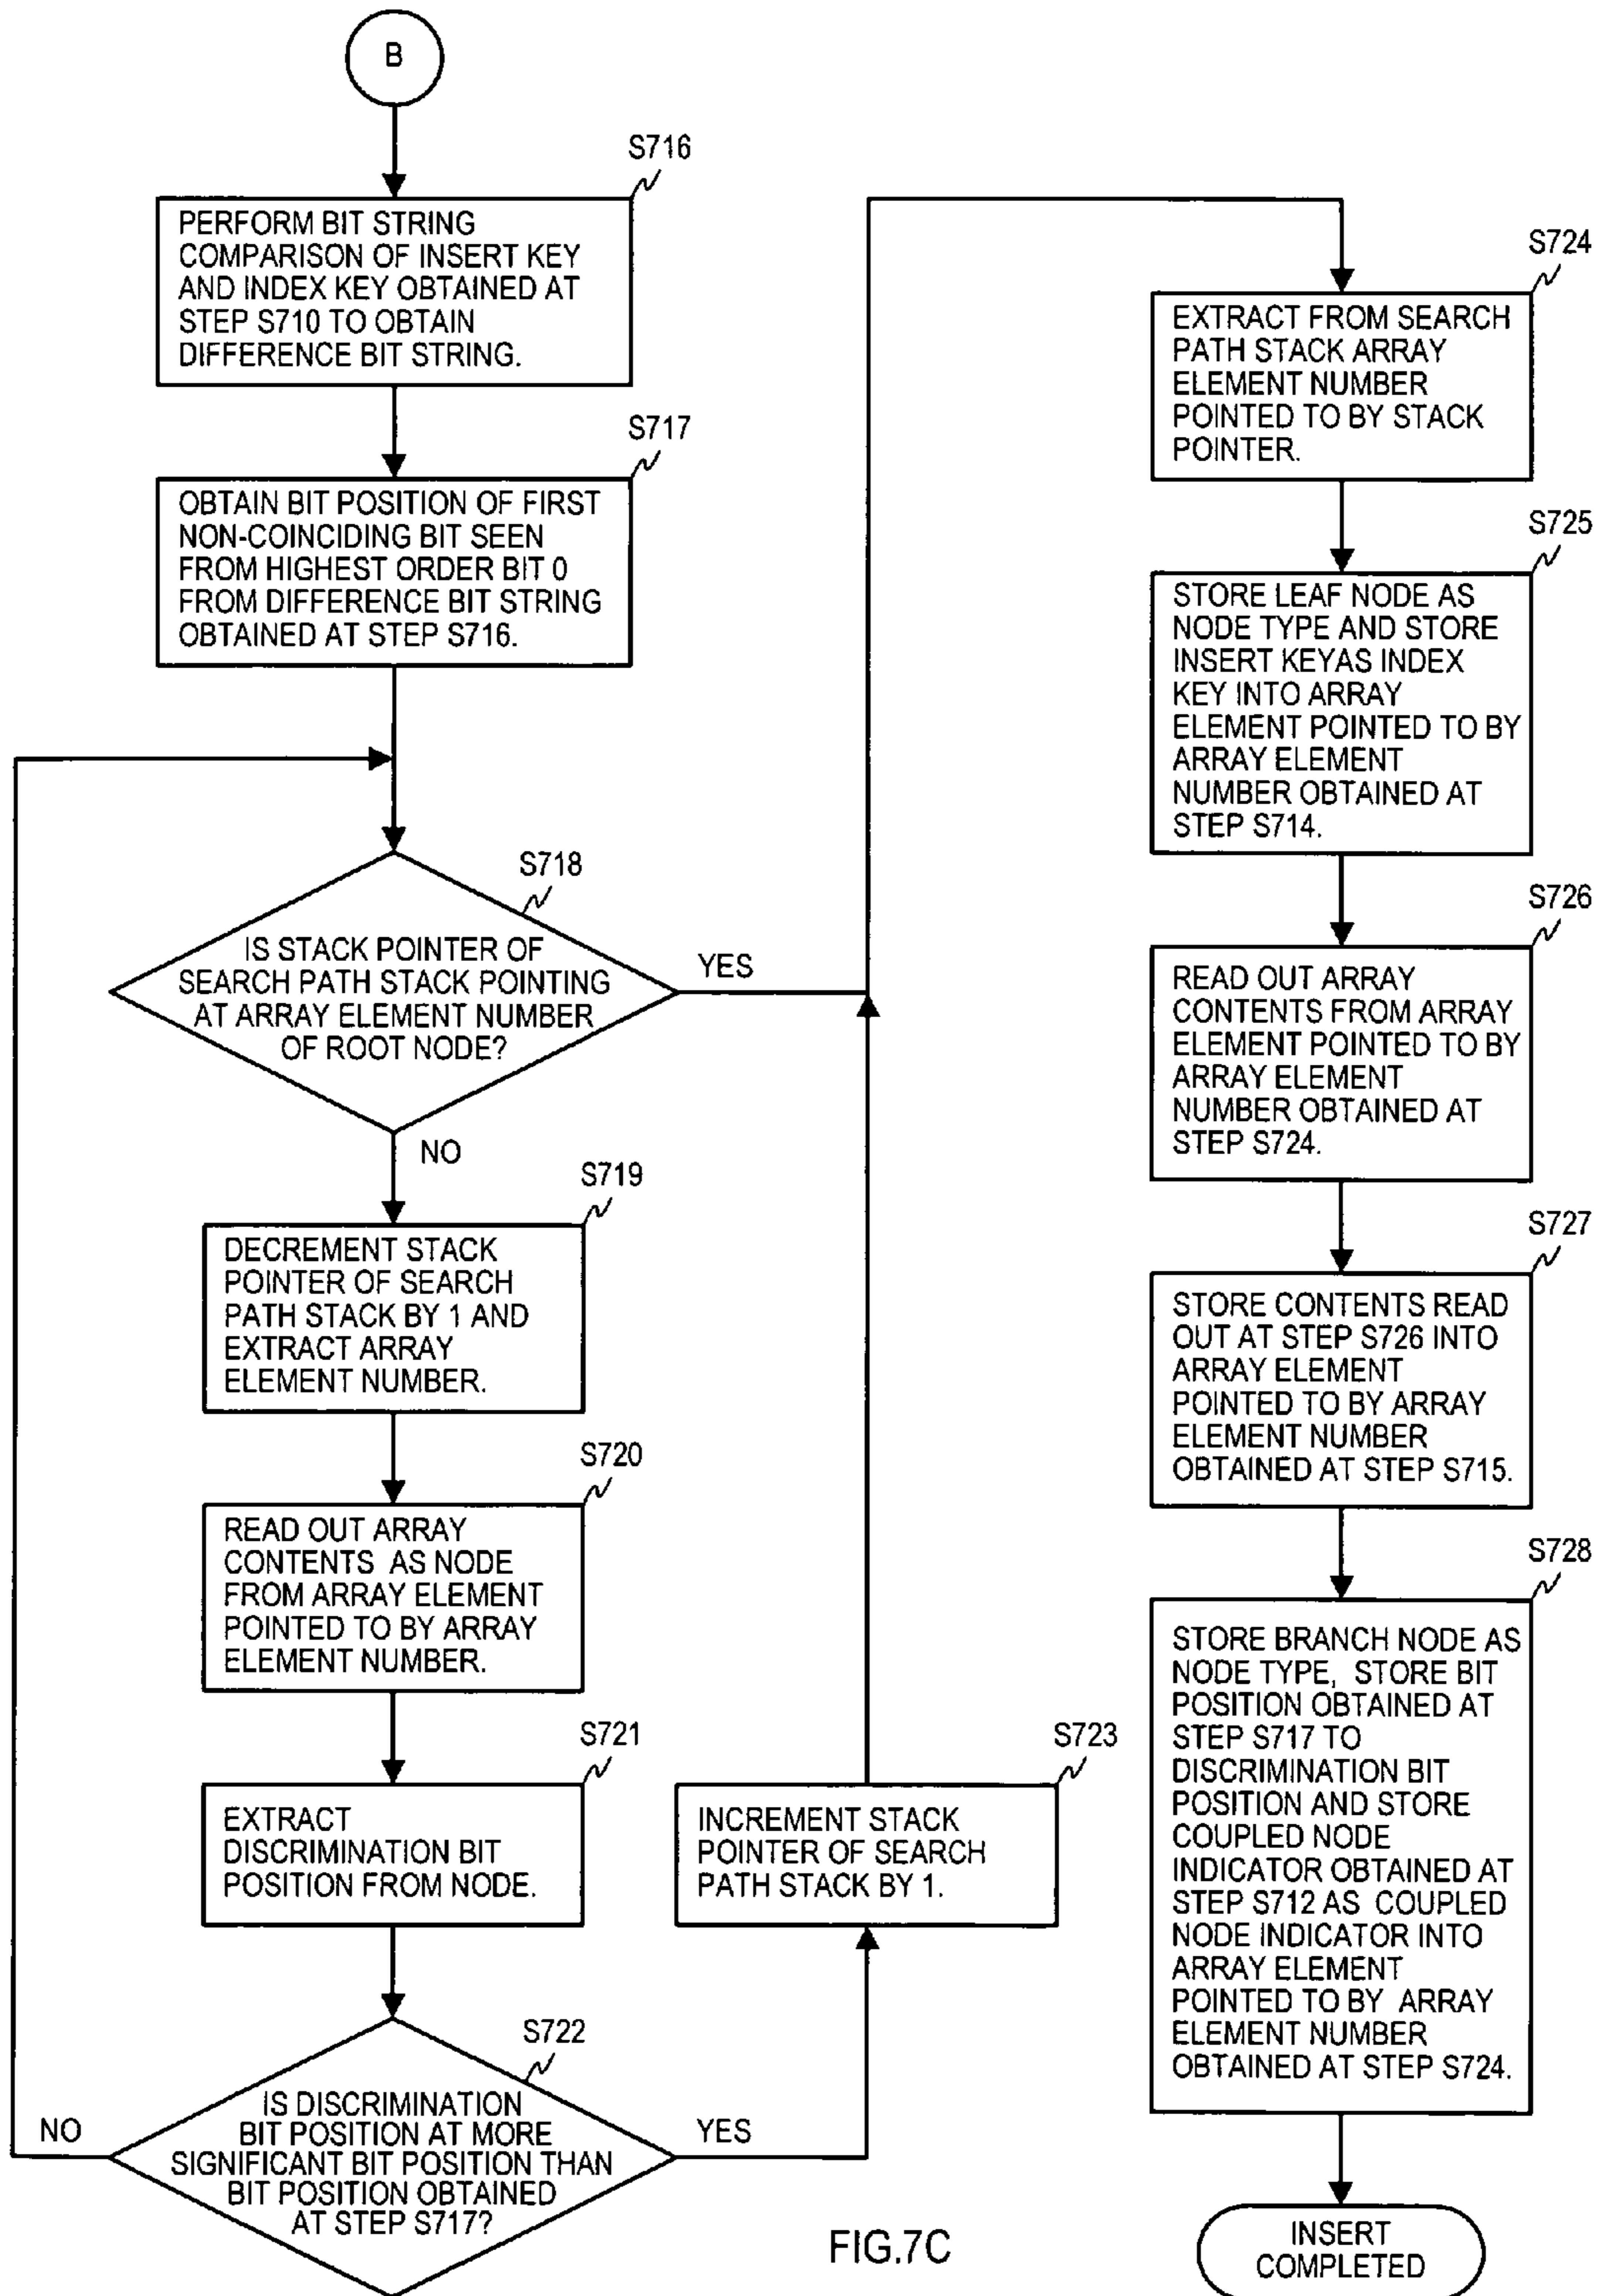 B
S716
PERFORM BIT STRING
COMPARISON OF INSERT KEY
AND INDEX KEY OBTAINED AT
STEP S710 TO OBTAIN
DIFFERENCE BIT STRING.
S717
OBTAIN BIT POSITION OF FIRST
NON-COINCIDING BIT SEEN
FROM HIGHEST ORDER BIT 0
FROM DIFFERENCE BIT STRING
OBTAINED AT STEP S716.
S718
IS STACK POINTER OF
SEARCH PATH STACK POINTING
AT ARRAY ELEMENT NUMBER
OF ROOT NODE?
YES
NO
S719
DECREMENT STACK
POINTER OF SEARCH
PATH STACK BY 1 AND
EXTRACT ARRAY
ELEMENT NUMBER.
S720
READ OUT ARRAY
CONTENTS AS NODE
FROM ARRAY ELEMENT
POINTED TO BY ARRAY
ELEMENT NUMBER.
S721
EXTRACT
DISCRIMINATION BIT
POSITION FROM NODE.
S722
IS DISCRIMINATION
BIT POSITION AT MORE
SIGNIFICANT BIT POSITION THAN
BIT POSITION OBTAINED
AT STEP S717?
NO
YES
S723
INCREMENT STACK
POINTER OF SEARCH
PATH STACK BY 1.
S724
EXTRACT FROM SEARCH
PATH STACK ARRAY
ELEMENT NUMBER
POINTED TO BY STACK
POINTER.
S725
STORE LEAF NODE AS
NODE TYPE AND STORE
INSERT KEYAS INDEX
KEY INTO ARRAY
ELEMENT POINTED TO BY
ARRAY ELEMENT
NUMBER OBTAINED AT
STEP S714.
S726
READ OUT ARRAY
CONTENTS FROM ARRAY
ELEMENT POINTED TO BY
ARRAY ELEMENT
NUMBER OBTAINED AT
STEP S724.
S727
STORE CONTENTS READ
OUT AT STEP S726 INTO
ARRAY ELEMENT
POINTED TO BY ARRAY
ELEMENT NUMBER
OBTAINED AT STEP S715.
S728
STORE BRANCH NODE AS
NODE TYPE, STORE BIT
POSITION OBTAINED AT
STEP S717 TO
DISCRIMINATION BIT
POSITION AND STORE
COUPLED NODE
INDICATOR OBTAINED AT
STEP S712 AS COUPLED
NODE INDICATOR INTO
ARRAY ELEMENT
POINTED TO BY ARRAY
ELEMENT NUMBER
OBTAINED AT STEP S724.
INSERT
COMPLETED
FIG.7C